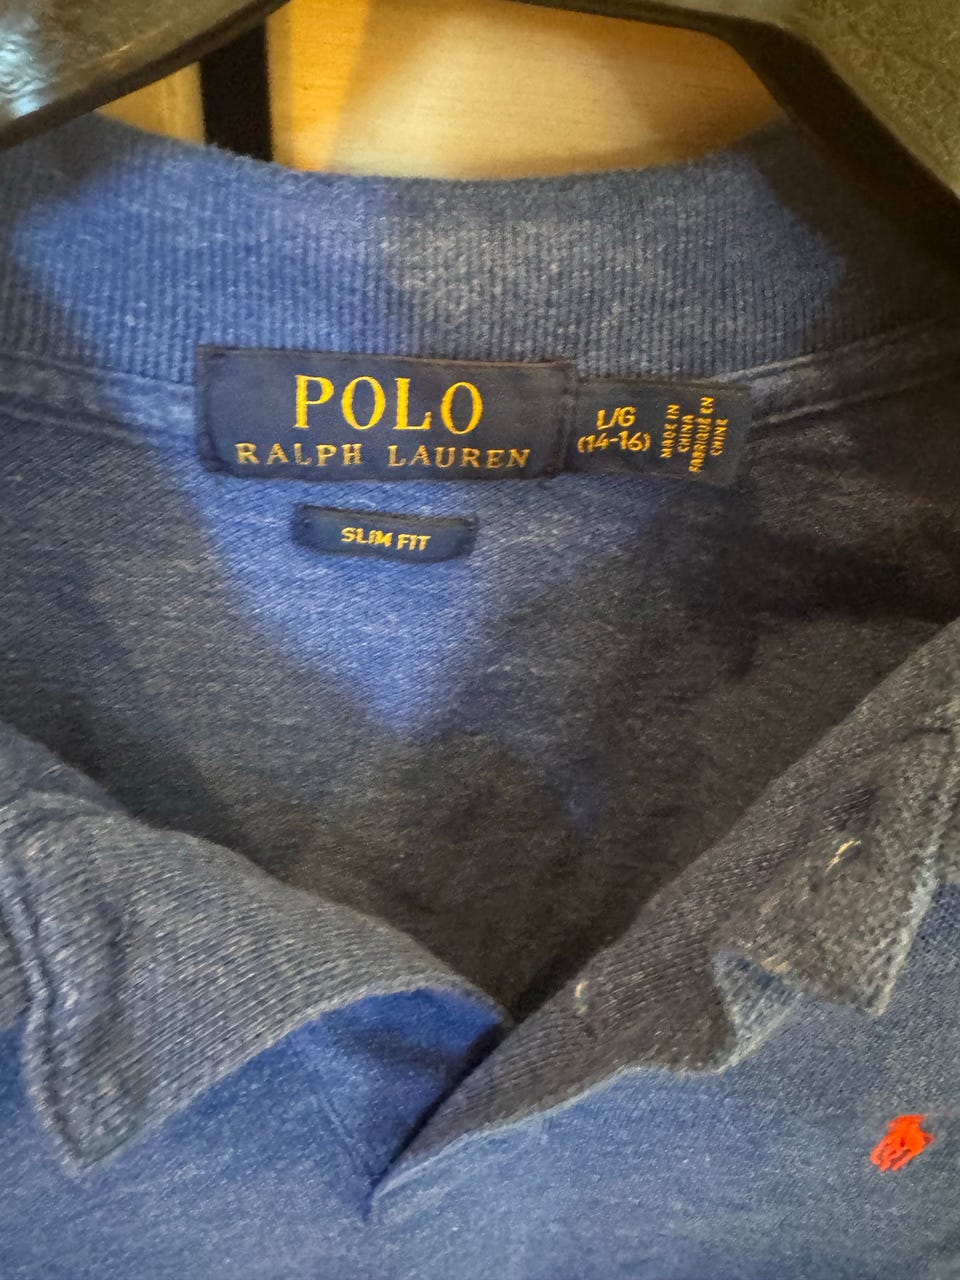 POLO
RALPH LAUREN
L/G
(14-16)
MADE IN
CHINA
FABRIQUÉ EN
CHINE
SLIM FIT